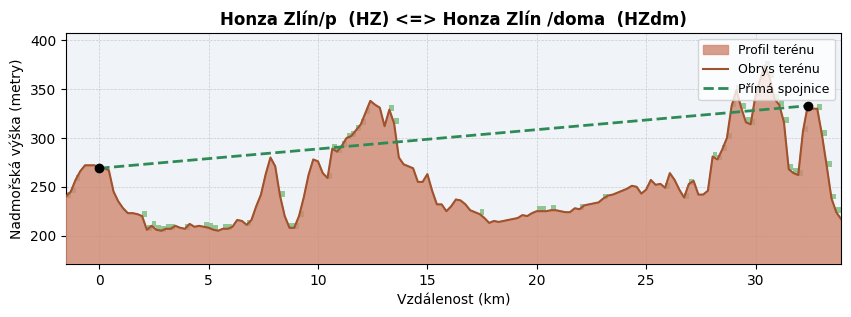 Honza Zlín/p  (HZ) <=> Honza Zlín /doma  (HZdm)
Profil terénu
Obrys terénu
Přímá spojnice
Nadmořská výška (metry)
400
350
300
250
200
0 5 10 15 20 25 30
Vzdálenost (km)